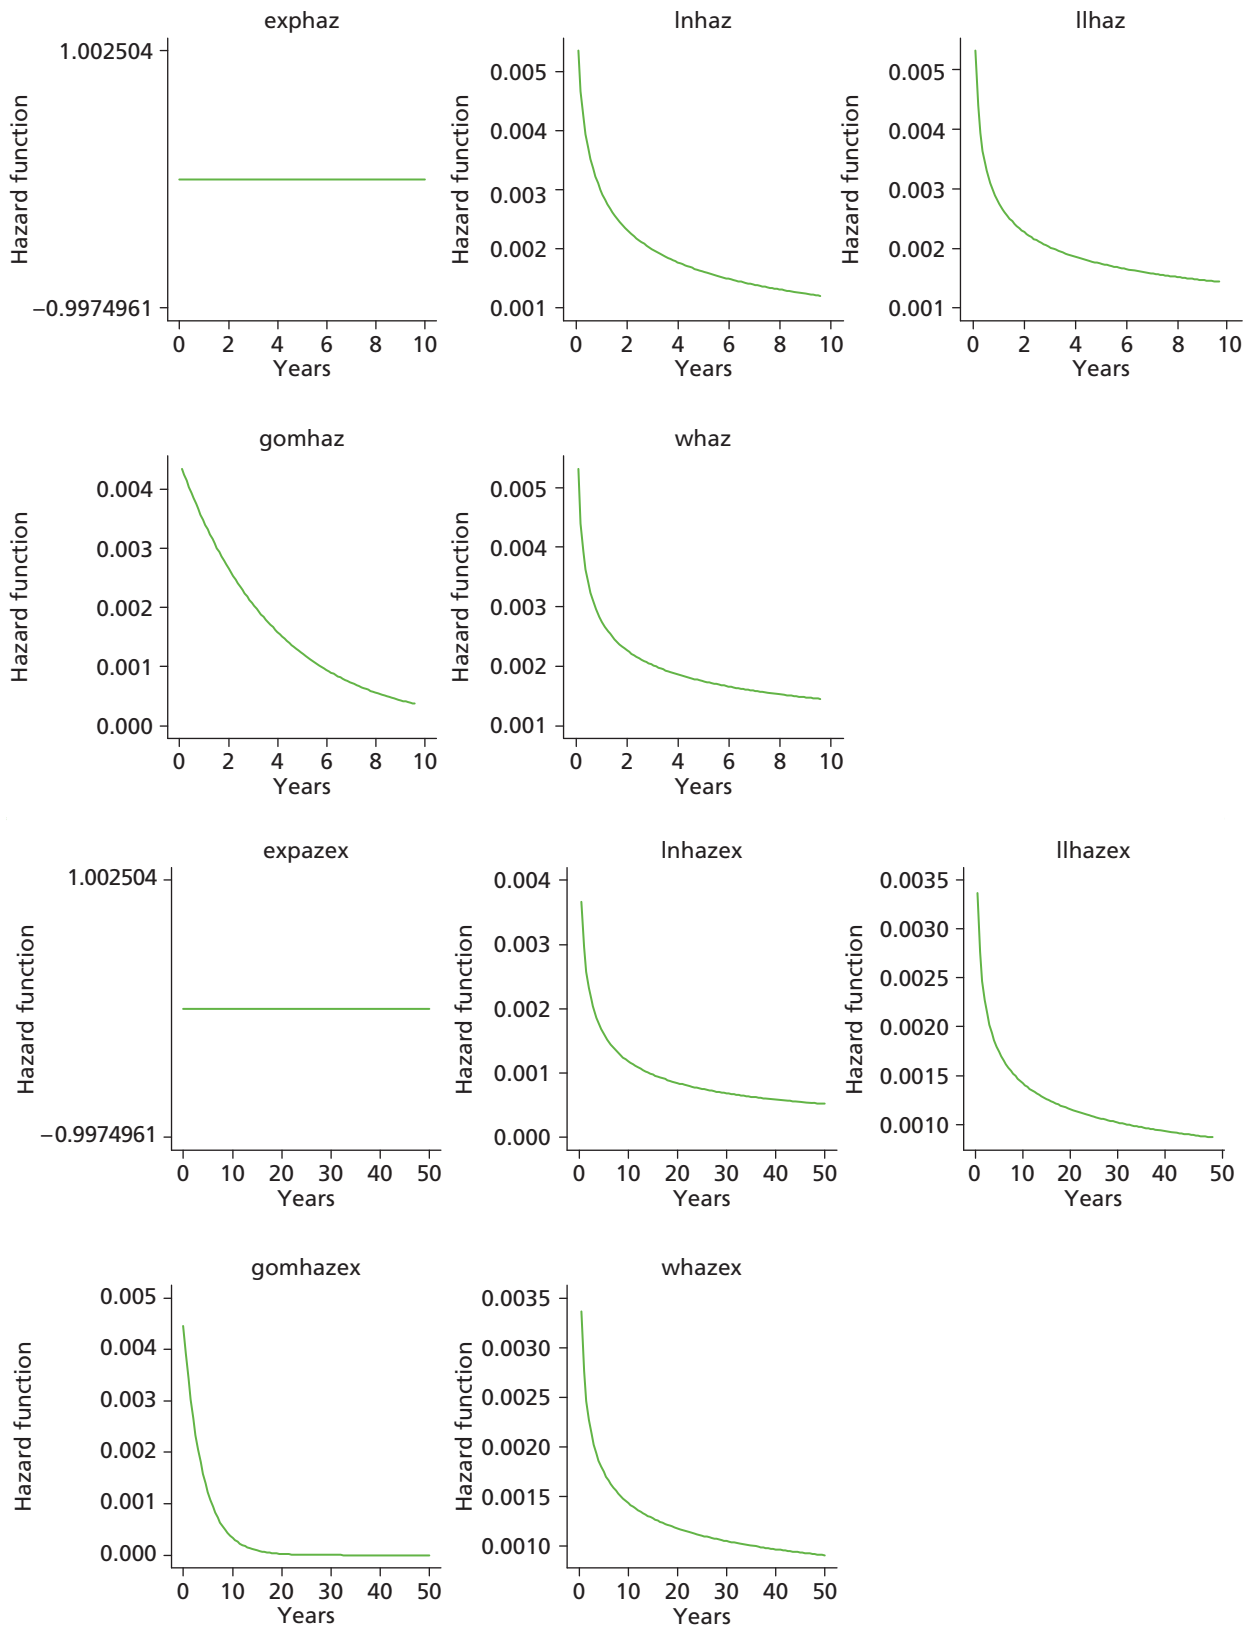 exphaz
1.002504
−0.9974961
Hazard function
0 2 4 6 8 10
Years
lnhaz
0.005
0.004
0.003
0.002
0.001
Hazard function
0 2 4 6 8 10
Years
llhaz
0.005
0.004
0.003
0.002
0.001
Hazard function
0 2 4 6 8 10
Years
gomhaz
0.004
0.003
0.002
0.001
0.000
Hazard function
0 2 4 6 8 10
Years
whaz
0.005
0.004
0.003
0.002
0.001
Hazard function
0 2 4 6 8 10
Years
expazex
1.002504
−0.9974961
Hazard function
0 10 20 30 40 50
Years
lnhazex
0.004
0.003
0.002
0.001
0.000
Hazard function
0 10 20 30 40 50
Years
llhazex
0.0035
0.0030
0.0025
0.0020
0.0015
0.0010
Hazard function
0 10 20 30 40 50
Years
gomhazex
0.005
0.004
0.003
0.002
0.001
0.000
Hazard function
0 10 20 30 40 50
Years
whazex
0.0035
0.0030
0.0025
0.0020
0.0015
0.0010
Hazard function
0 10 20 30 40 50
Years